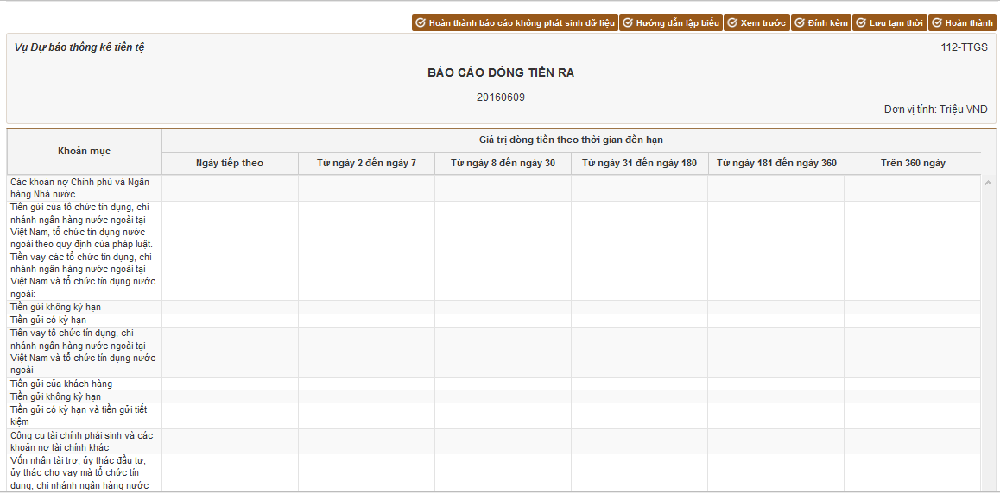 Hoàn thành báo cáo không phát sinh dữ liệu Hướng dẫn lập biểu Xem trước Đính kèm Lưu tạm thời Hoàn thành
Vụ Dự báo thống kê tiền tệ 112-TTGS
BÁO CÁO DÒNG TIỀN RA
20160609
Đơn vị tính: Triệu VND
Khoản mục
Giá trị dòng tiền theo thời gian đến hạn
Ngày tiếp theo Từ ngày 2 đến ngày 7 Từ ngày 8 đến ngày 30 Từ ngày 31 đến ngày 180 Từ ngày 181 đến ngày 360 Trên 360 ngày
Các khoản nợ Chính phủ và Ngân
hàng Nhà nước
Tiền gửi của tổ chức tín dụng, chi
nhánh ngân hàng nước ngoài tại
Việt Nam, tổ chức tín dụng nước
ngoài theo quy định của pháp luật.
Tiền vay các tổ chức tín dụng, chi
nhánh ngân hàng nước ngoài tại
Việt Nam và tổ chức tín dụng nước
ngoài:
Tiền gửi không kỳ hạn
Tiền gửi có kỳ hạn
Tiền vay tổ chức tín dụng, chi
nhánh ngân hàng nước ngoài tại
Việt Nam và tổ chức tín dụng nước
ngoài
Tiền gửi của khách hàng
Tiền gửi không kỳ hạn
Tiền gửi có kỳ hạn và tiền gửi tiết
kiệm
Công cụ tài chính phái sinh và các
khoản nợ tài chính khác
Vốn nhận tài trợ, ủy thác đầu tư,
ủy thác cho vay mà tổ chức tín
dụng, chi nhánh ngân hàng nước